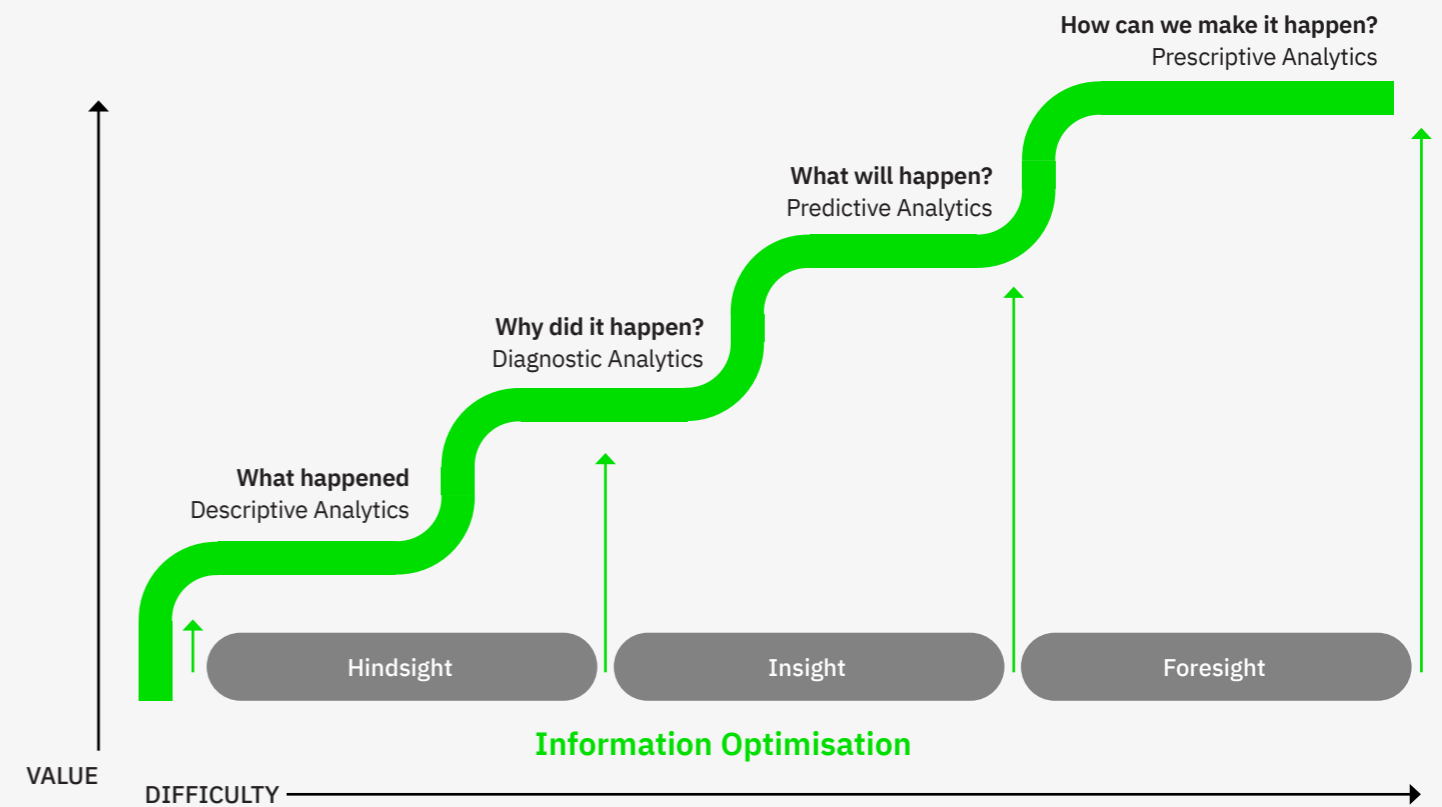 How can we make it happen?
Prescriptive Analytics
What will happen?
Predictive Analytics
Why did it happen?
Diagnostic Analytics
What happened
Descriptive Analytics
Hindsight
Insight
Foresight
Information Optimisation
VALUE
DIFFICULTY